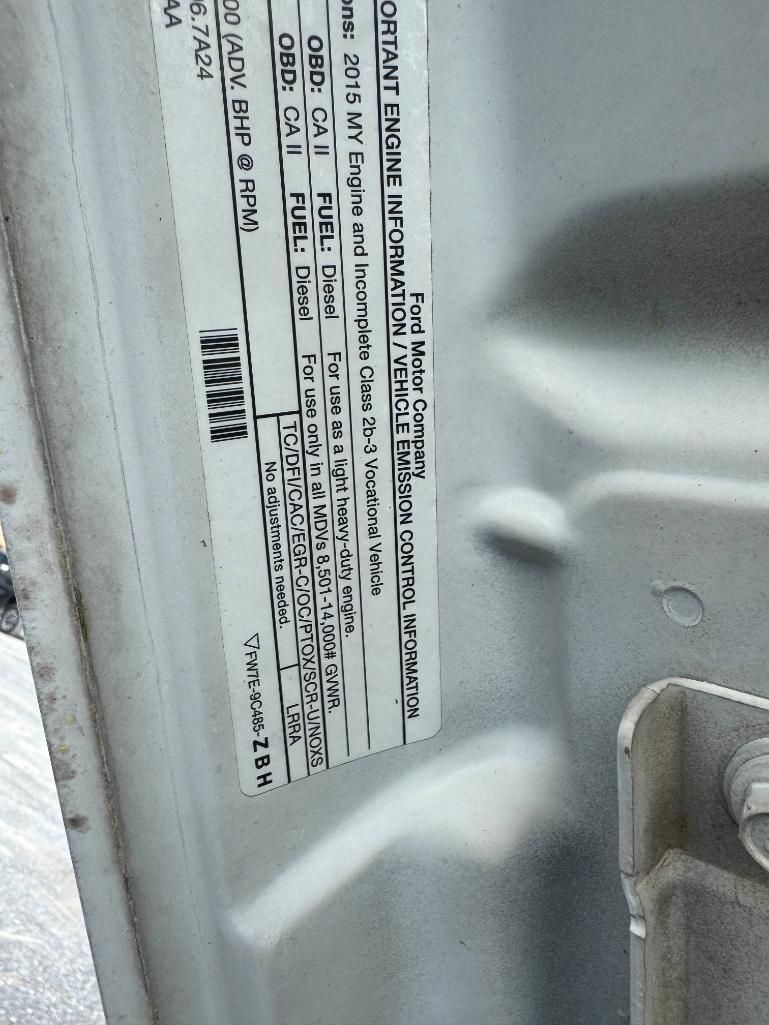 Ford Motor Company
ORTANT ENGINE INFORMATION / VEHICLE EMISSION CONTROL INFORMATION
ons: 2015 MY Engine and Incomplete Class 2b-3 Vocational Vehicle
OBD: CA II FUEL: Diesel For use as a light heavy-duty engine.
OBD: CA II FUEL: Diesel For use only in all MDVs 8,501-14,000# GVWR.
TC/DFI/CAC/EGR-C/OC/PTOX/SCR-U/NOXS
00 (ADV. BHP @ RPM) No adjustments needed. LRRA
06.7A24
AA
FW7E-9C485-ZBH